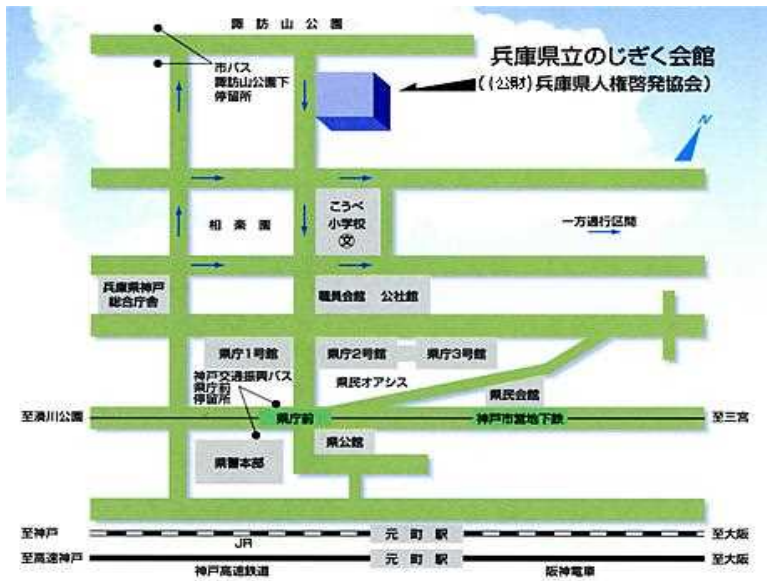 諏訪山公園
兵庫県立のじぎく会館
((公財)兵庫県人権啓発協会)
市バス
諏訪山公園下
停留所
N
こうべ
小学校
文
相楽園
一方通行区間
兵庫県神戸
総合庁舎
職員会館 公社館
県庁1号館
県庁2号館
県庁3号館
神戸交通振興バス
県庁前
停留所
県民オアシス
県民会館
至湊川公園
県庁前
神戸市営地下鉄
至三宮
県公館
県警本部
至神戸
元町駅
至大阪
JR
至高速神戸
元町駅
至大阪
神戸高速鉄道
阪神電車